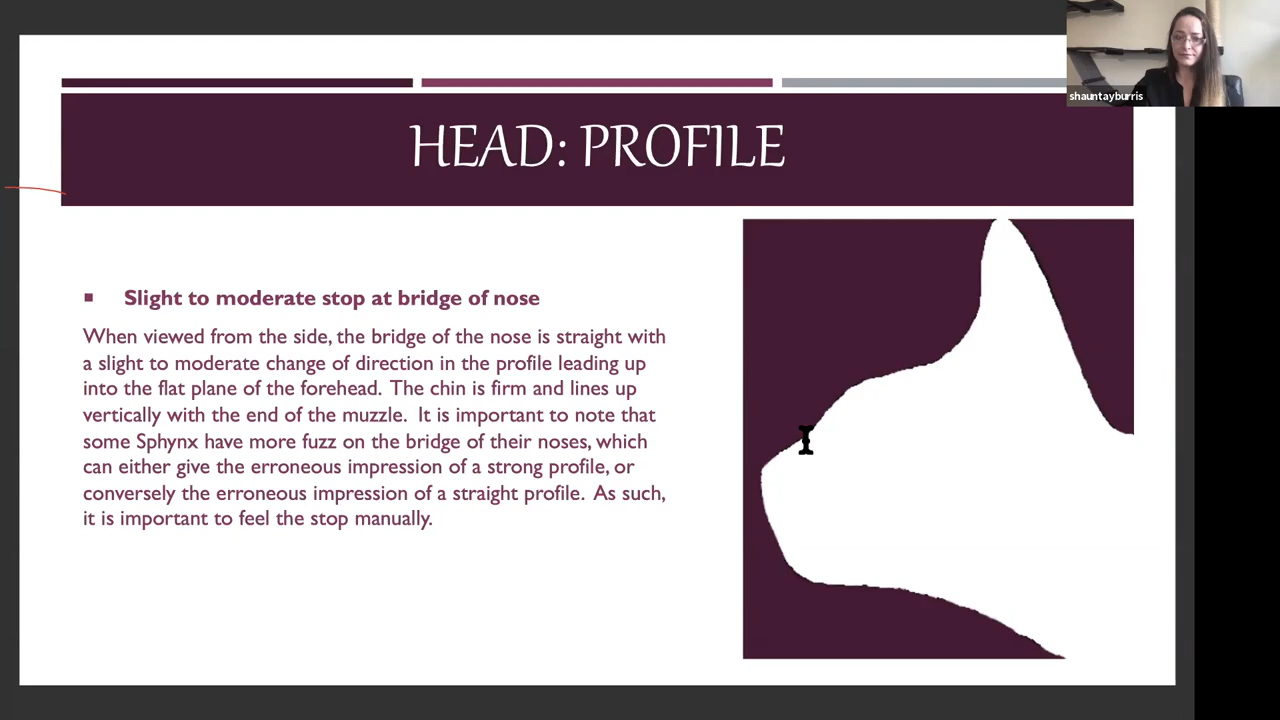 shauntayburris
HEAD: PROFILE
▪ Slight to moderate stop at bridge of nose
When viewed from the side, the bridge of the nose is straight with
a slight to moderate change of direction in the profile leading up
into the flat plane of the forehead. The chin is firm and lines up
vertically with the end of the muzzle. It is important to note that
some Sphynx have more fuzz on the bridge of their noses, which
can either give the erroneous impression of a strong profile, or
conversely the erroneous impression of a straight profile. As such,
it is important to feel the stop manually.